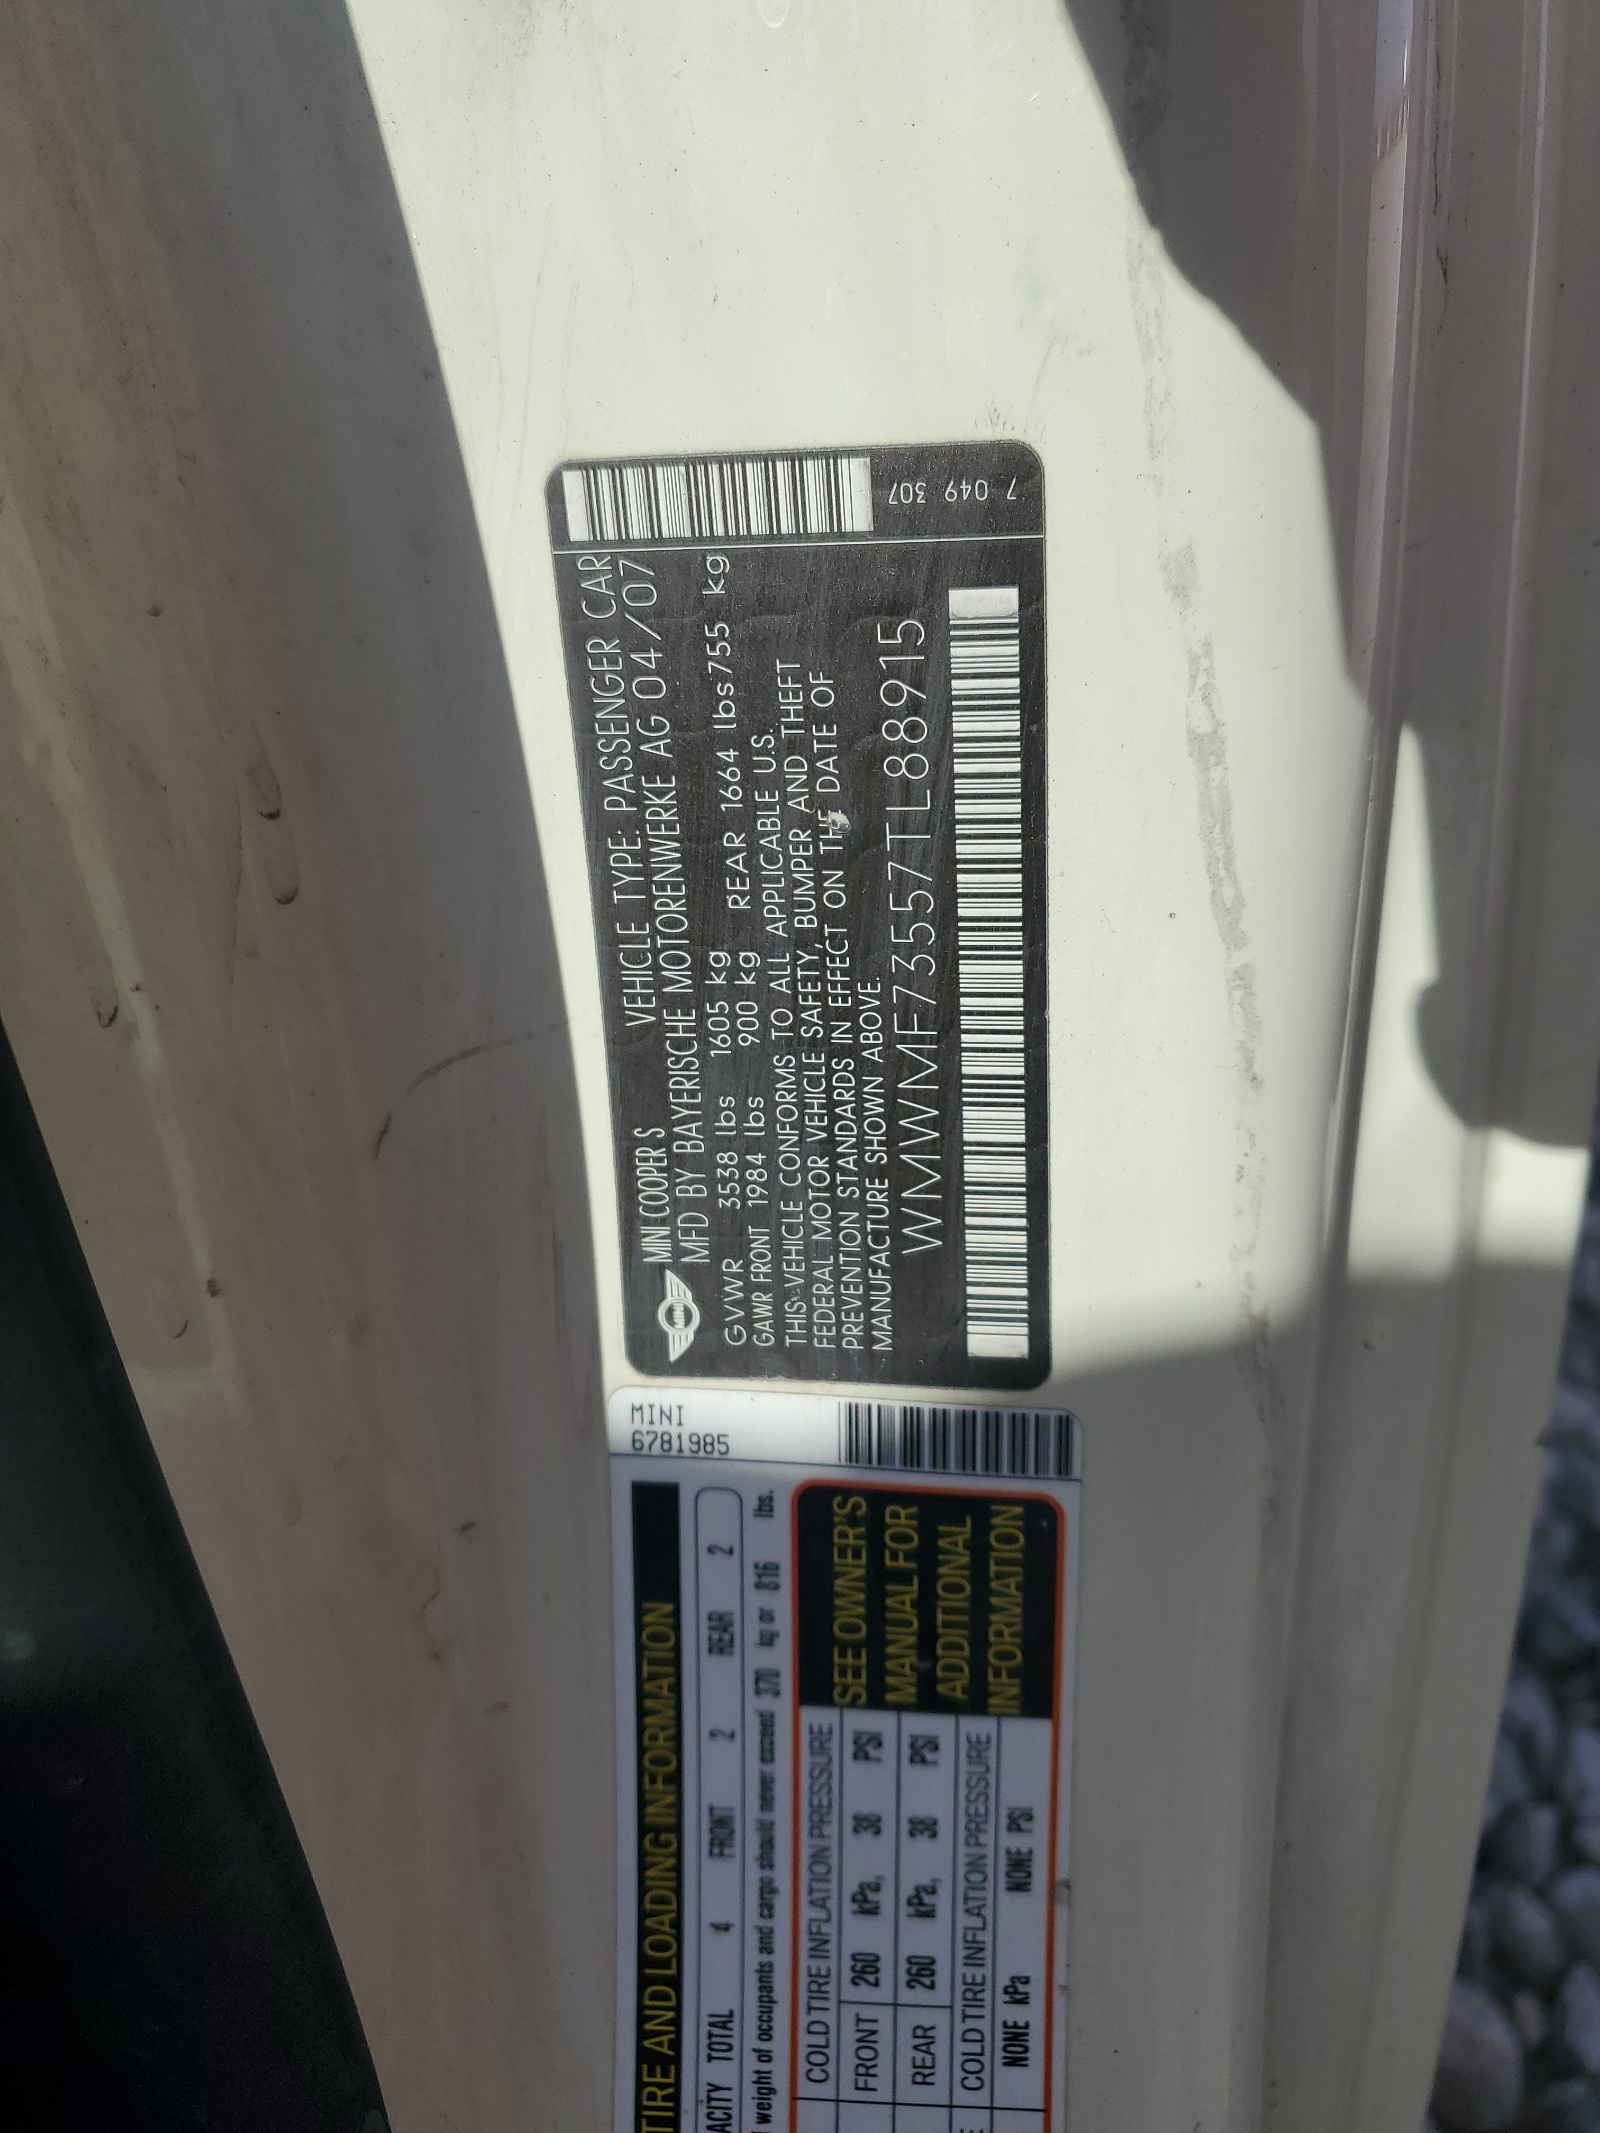 MINI COOPER S VEHICLE TYPE: PASSENGER CAR
MFD BY BAYERISCHE MOTORENWERKE AG 04/07
GVWR 3538 lbs 1605 kg
GAWR FRONT 1984 lbs 900 kg REAR 1664 lbs 755 kg
THIS VEHICLE CONFORMS TO ALL APPLICABLE U.S.
FEDERAL MOTOR VEHICLE SAFETY, BUMPER AND THEFT
PREVENTION STANDARDS IN EFFECT ON THE DATE OF
MANUFACTURE SHOWN ABOVE.
WMWMF73557TL88915
7 049 307
MINI
6781985
TIRE AND LOADING INFORMATION
ACITY TOTAL 4 FRONT 2 REAR 2
weight of occupants and cargo should never exceed 370 kg or 816 lbs.
COLD TIRE INFLATION PRESSURE
FRONT 260 kPa, 38 PSI
REAR 260 kPa, 38 PSI
COLD TIRE INFLATION PRESSURE
NONE kPa NONE PSI
SEE OWNER'S
MANUAL FOR
ADDITIONAL
INFORMATION